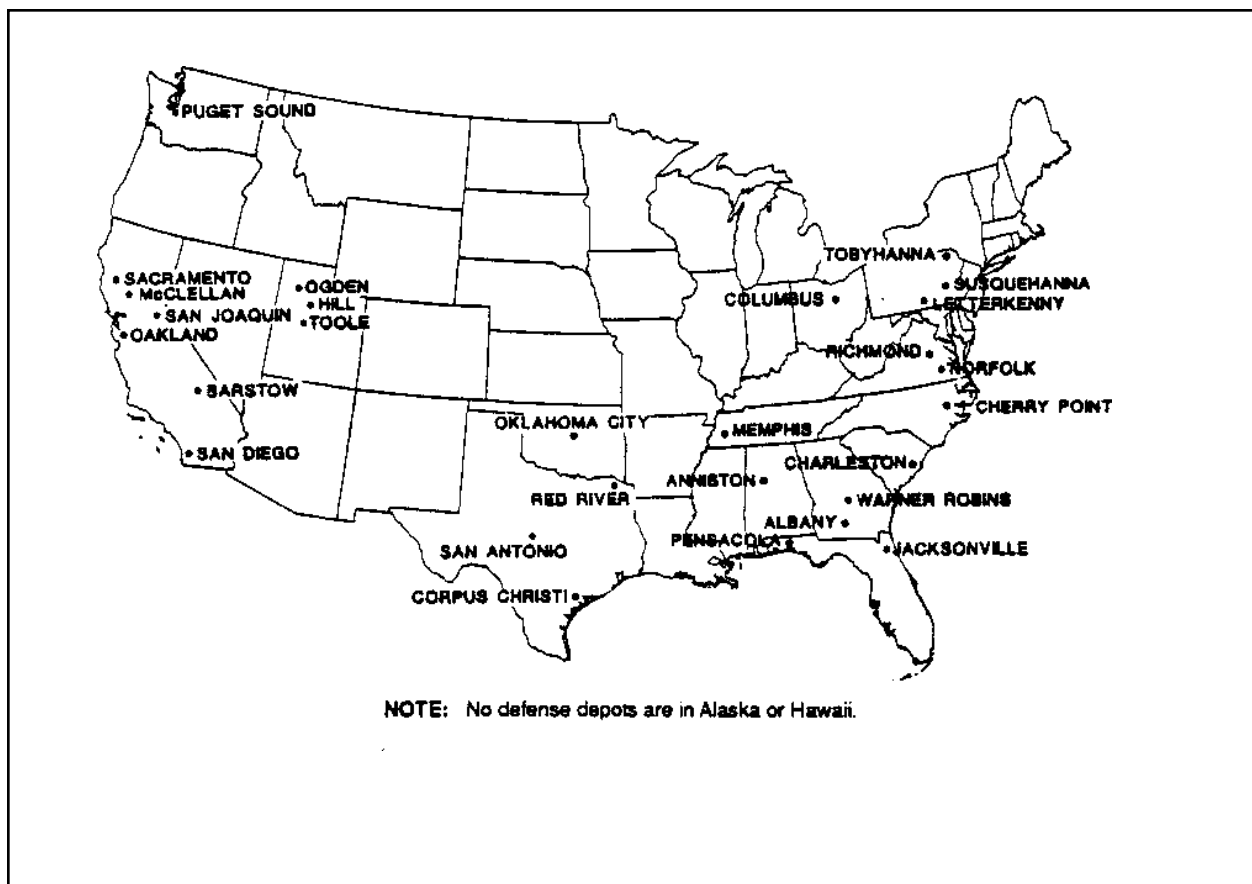 PUGET SOUND
TOBYHANNA
SACRAMENTO
OGDEN
SUSQUEHANNA
McCLELLAN
HILL
COLUMBUS
LETTERKENNY
SAN JOAQUIN
TOOLE
OAKLAND
RICHMOND
NORFOLK
BARSTOW
CHERRY POINT
OKLAHOMA CITY
MEMPHIS
SAN DIEGO
CHARLESTON
ANNISTON
RED RIVER
WARNER ROBINS
ALBANY
PENSACOLA
SAN ANTONIO
JACKSONVILLE
CORPUS CHRISTI
NOTE: No defense depots are in Alaska or Hawaii.